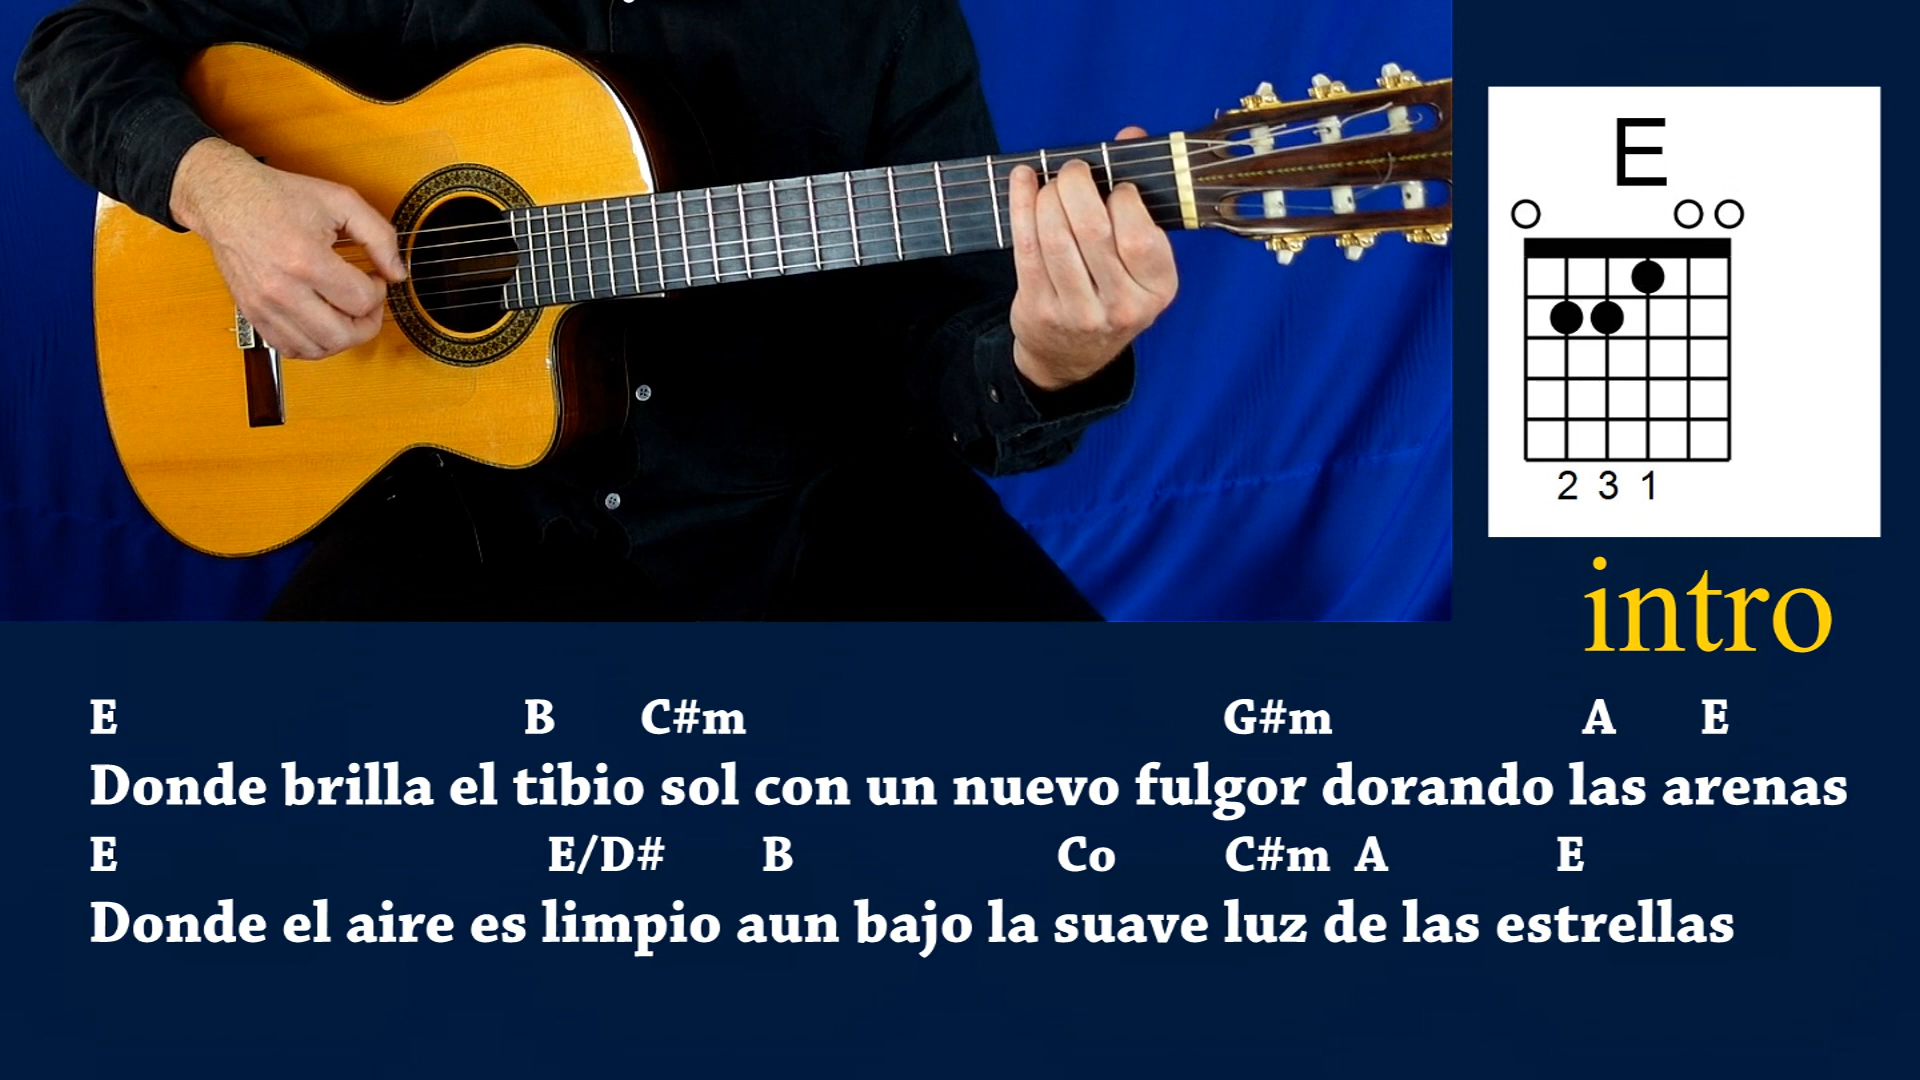 E
2 3 1
intro
E B C#m G#m A E
Donde brilla el tibio sol con un nuevo fulgor dorando las arenas
E E/D# B Co C#m A E
Donde el aire es limpio aun bajo la suave luz de las estrellas